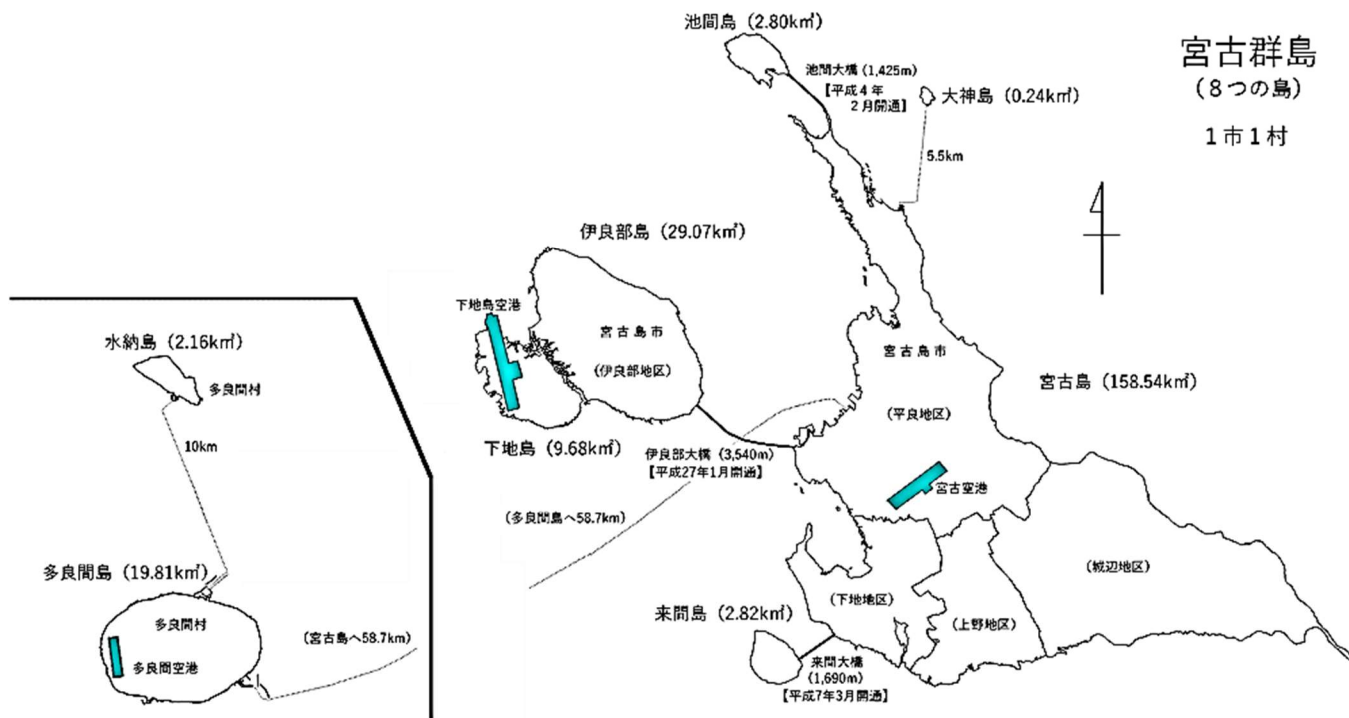 宮古群島
(8つの島)
1市1村
池間島(2.80k㎡)
池間大橋(1,425m)
【平成4年
2月開通】
大神島(0.24k㎡)
5.5km
伊良部島(29.07k㎡)
下地島空港
宮古島市
(伊良部地区)
下地島(9.68k㎡)
伊良部大橋(3,540m)
【平成27年1月開通】
(多良間島へ58.7km)
宮古島市
(平良地区)
宮古島(158.54k㎡)
宮古空港
(下地地区)
(上野地区)
(城辺地区)
来間島(2.82k㎡)
来間大橋
(1,690m)
【平成7年3月開通】
水納島(2.16k㎡)
多良間村
10km
多良間島(19.81k㎡)
多良間村
多良間空港
(宮古島へ58.7km)